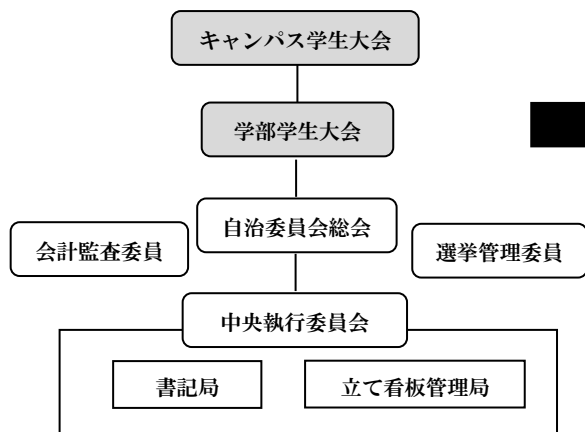 キャンパス学生大会
学部学生大会
自治委員会総会
会計監査委員
選挙管理委員
中央執行委員会
書記局
立て看板管理局